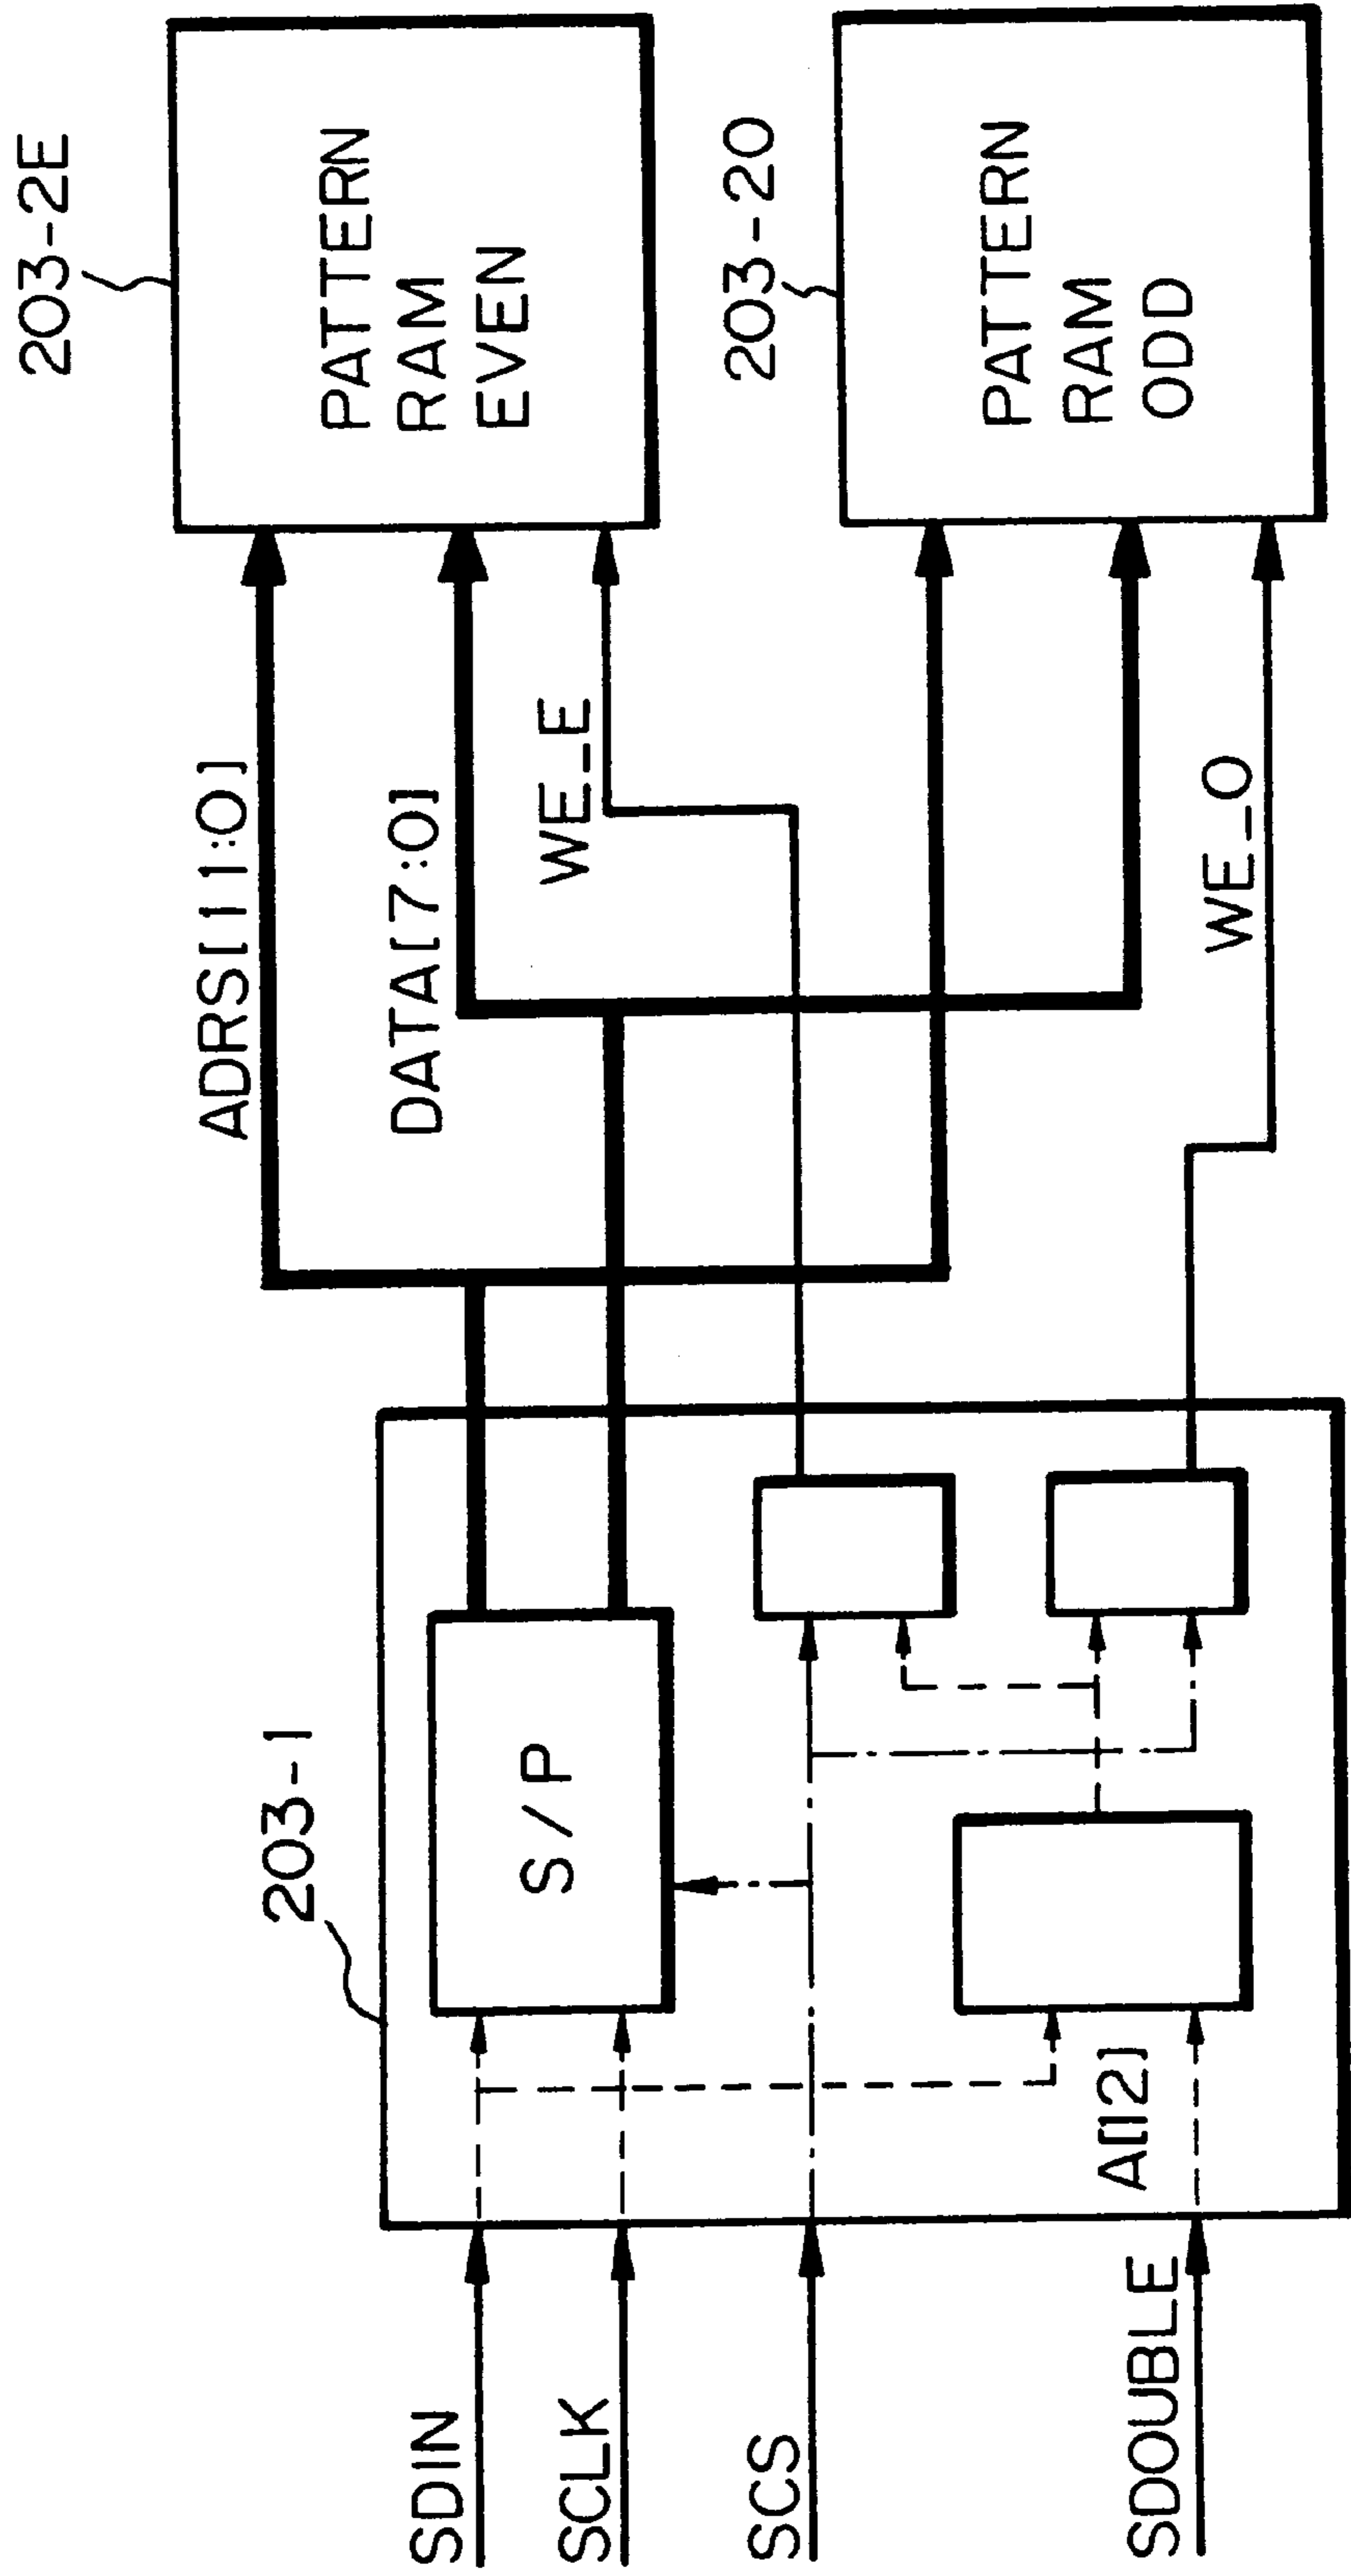 203-2E
PATTERN
RAM
EVEN
ADRS[11:0]
DATA[7:0]
WE_E
203-2O
PATTERN
RAM
ODD
WE_O
203-1
S/P
A[12]
SDIN
SCLK
SCS
SDOUBLE